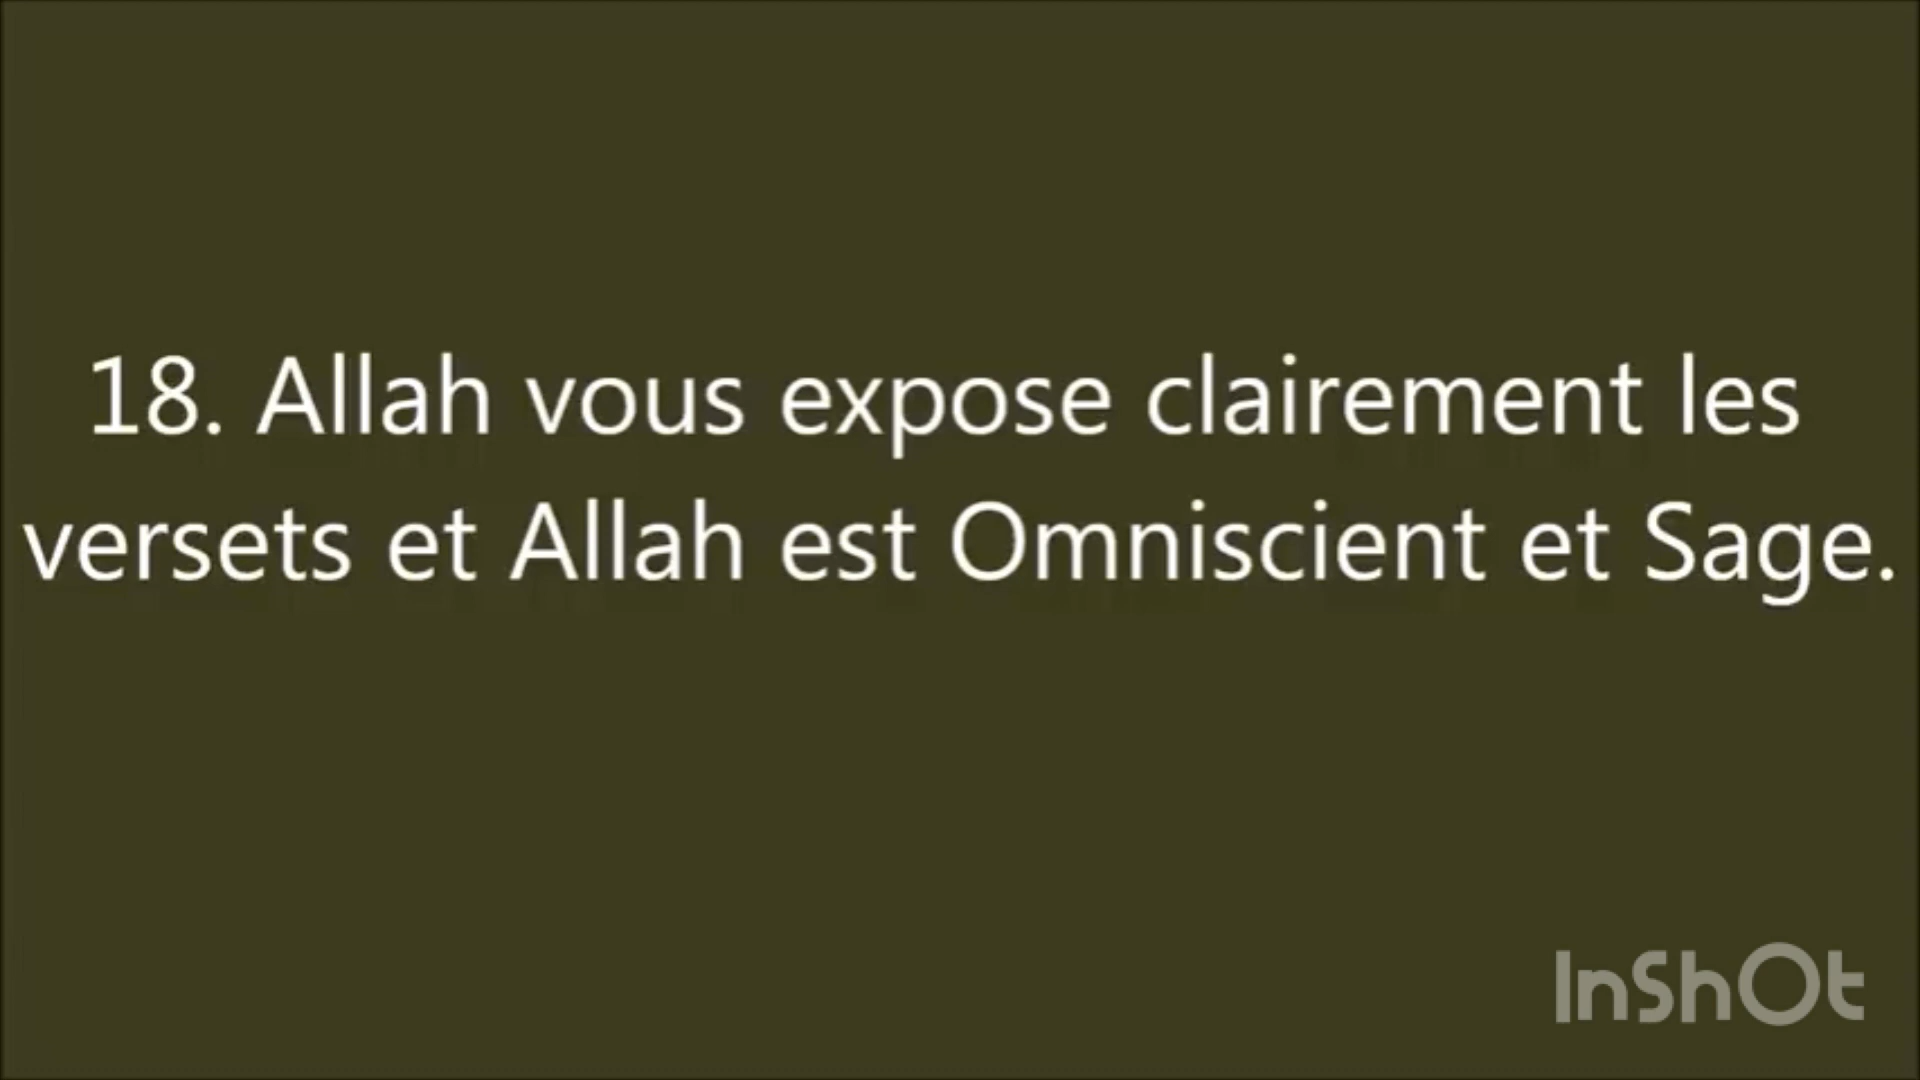 18. Allah vous expose clairement les
versets et Allah est Omniscient et Sage.
InShOt